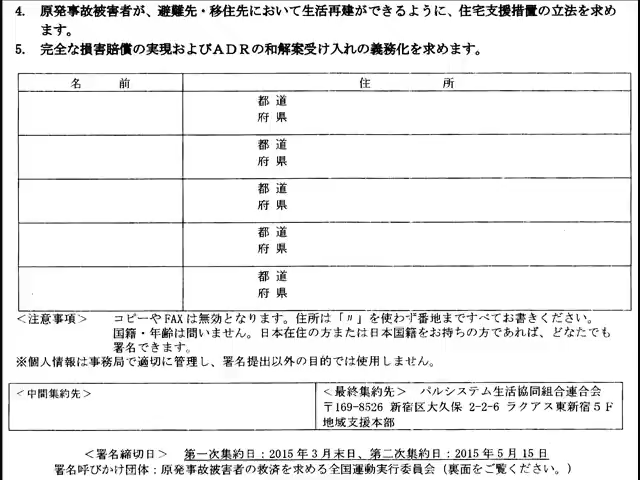 4. 原発事故被害者が、避難先・移住先において生活再建ができるように、住宅支援措置の立法を求め
ます。
5. 完全な損害賠償の実現およびADRの和解案受け入れの義務化を求めます。
名 前 住 所
都 道
府 県
都 道
府 県
都 道
府 県
都 道
府 県
都 道
府 県
<注意事項> コピーやFAXは無効となります。住所は「〃」を使わず番地まですべてお書きください。
国籍・年齢は問いません。日本在住の方または日本国籍をお持ちの方であれば、どなたでも
署名できます。
※個人情報は事務局で適切に管理し、署名提出以外の目的では使用しません。
<中間集約先>
<最終集約先> パルシステム生活協同組合連合会
〒169-8526 新宿区大久保 2-2-6 ラクアス東新宿5F
地域支援本部
<署名締切日> 第一次集約日:2015年3月末日、第二次集約日:2015年5月15日
署名呼びかけ団体:原発事故被害者の救済を求める全国運動実行委員会(裏面をご覧ください。)